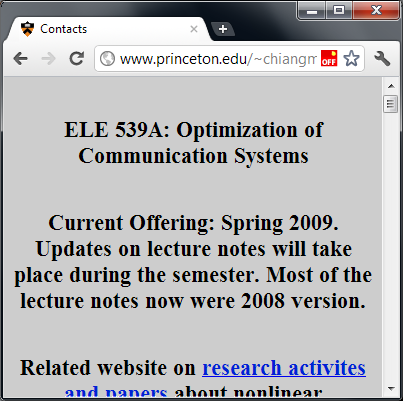 Contacts
www.princeton.edu/~chiangm
OFF
ELE 539A: Optimization of
Communication Systems
Current Offering: Spring 2009.
Updates on lecture notes will take
place during the semester. Most of the
lecture notes now were 2008 version.
Related website on research activites
and papers about nonlinear